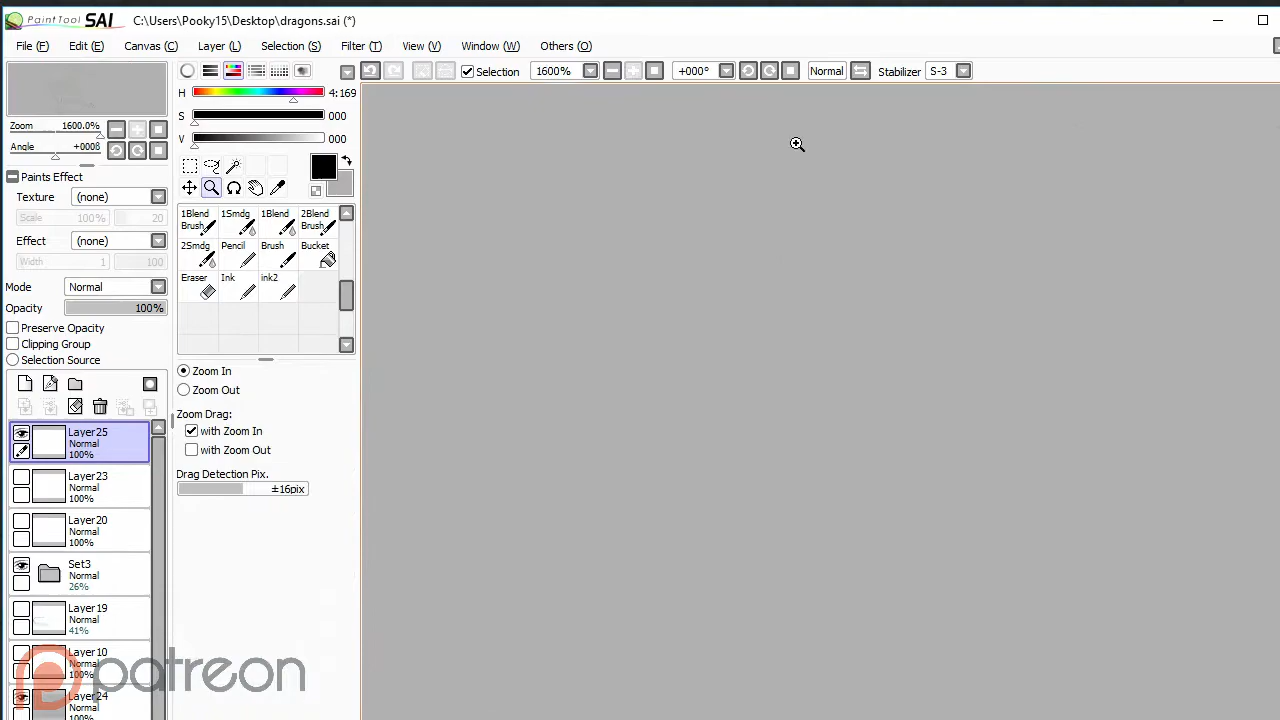 PaintTool SAI C:\Users\Pooky15\Desktop\dragons.sai (*)
File (F) Edit (E) Canvas (C) Layer (L) Selection (S) Filter (T) View (V) Window (W) Others (O)
Selection 1600% +000° Normal Stabilizer S-3
H 4:169
S 000
V 000
Zoom 1600.0%
Angle +000ß
Paints Effect
Texture (none)
Scale 100% 20
Effect (none)
Width 1 100
Mode Normal
Opacity 100%
Preserve Opacity
Clipping Group
Selection Source
1Blend Brush
1Smdg
1Blend
2Blend Brush
2Smdg
Pencil
Brush
Bucket
Eraser
Ink
ink2
Zoom In
Zoom Out
Zoom Drag:
with Zoom In
with Zoom Out
Drag Detection Pix.
±16pix
Layer25
Normal
100%
Layer23
Normal
100%
Layer20
Normal
100%
Set3
Normal
26%
Layer19
Normal
41%
Layer10
Normal
100%
Layer24
Normal
100%
patreon